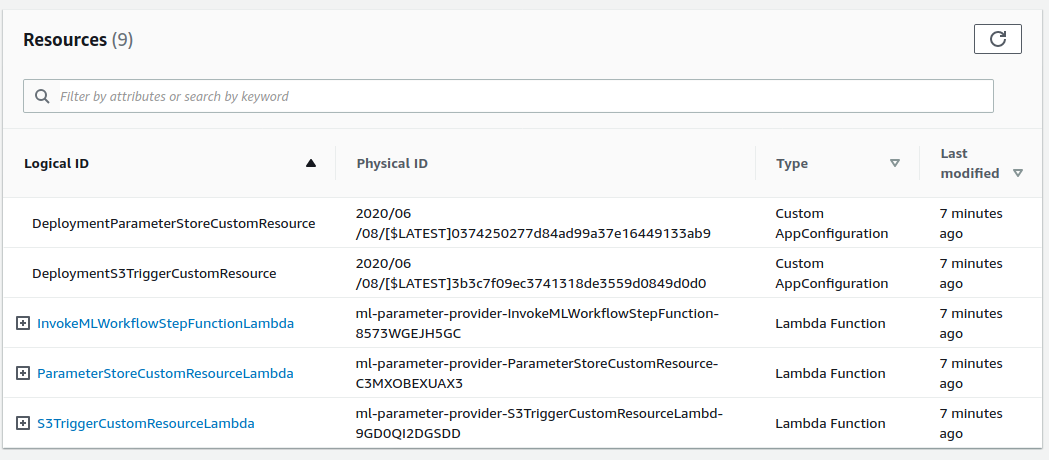 Resources (9)
Filter by attributes or search by keyword
Logical ID
Physical ID
Type
Last
modified
DeploymentParameterStoreCustomResource
2020/06
/08/[$LATEST]0374250277d84ad99a37e16449133ab9
Custom
AppConfiguration
7 minutes
ago
DeploymentS3TriggerCustomResource
2020/06
/08/[$LATEST]3b3c7f09ec3741318de3559d0849d0d0
Custom
AppConfiguration
7 minutes
ago
InvokeMLWorkflowStepFunctionLambda
ml-parameter-provider-InvokeMLWorkflowStepFunction-
8573WGEJH5GC
Lambda Function
7 minutes
ago
ParameterStoreCustomResourceLambda
ml-parameter-provider-ParameterStoreCustomResource-
C3MXOBEXUAX3
Lambda Function
7 minutes
ago
S3TriggerCustomResourceLambda
ml-parameter-provider-S3TriggerCustomResourceLambd-
9GD0QI2DGSDD
Lambda Function
7 minutes
ago